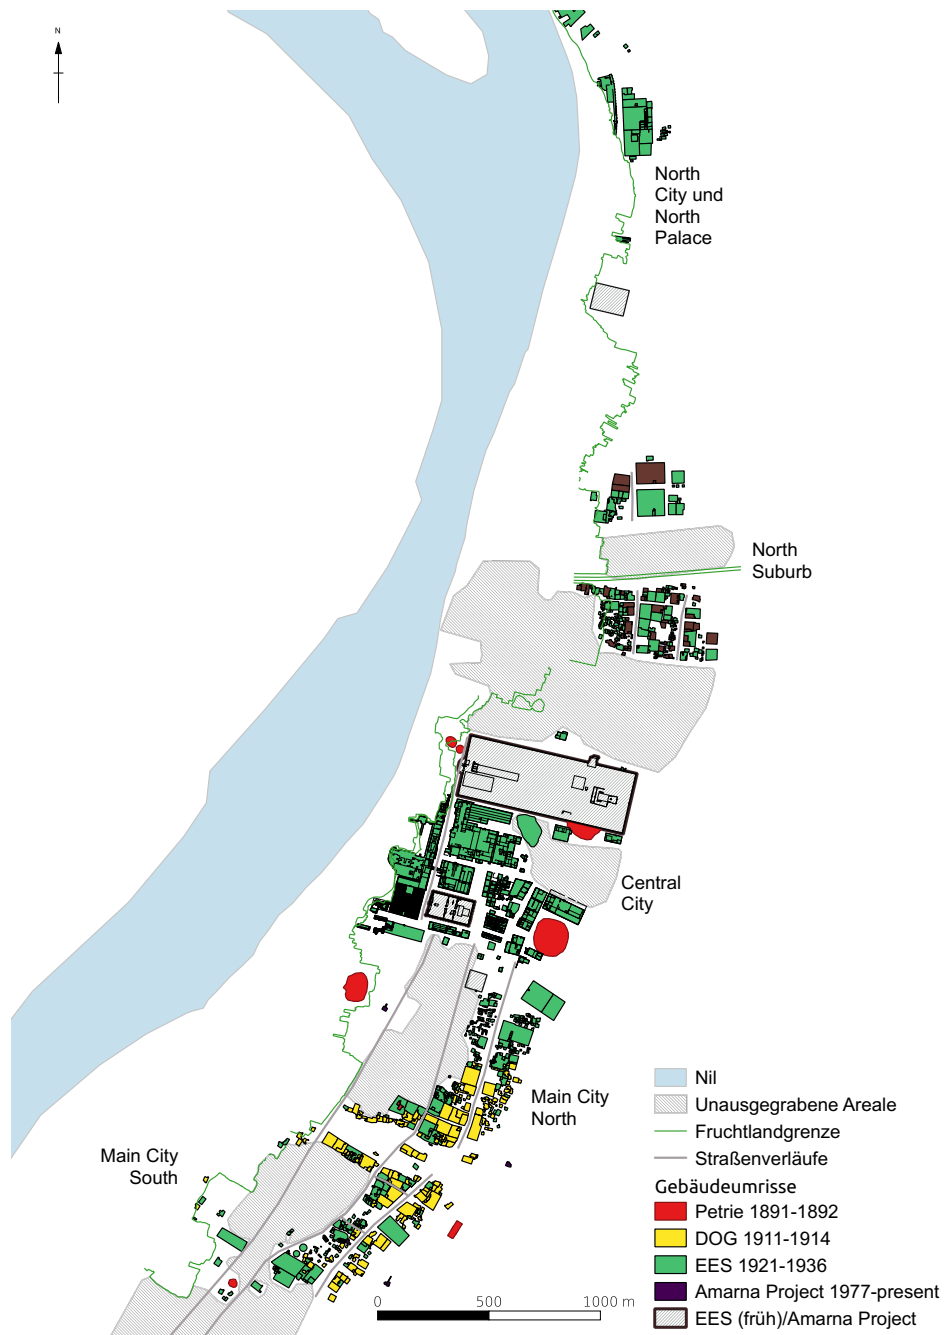 N
North
City und
North
Palace
North
Suburb
Central
City
Main City
North
Main City
South
Nil
Unausgegrabene Areale
Fruchtlandgrenze
Straßenverläufe
Gebäudeumrisse
Petrie 1891-1892
DOG 1911-1914
EES 1921-1936
Amarna Project 1977-present
EES (früh)/Amarna Project
0 500 1000 m